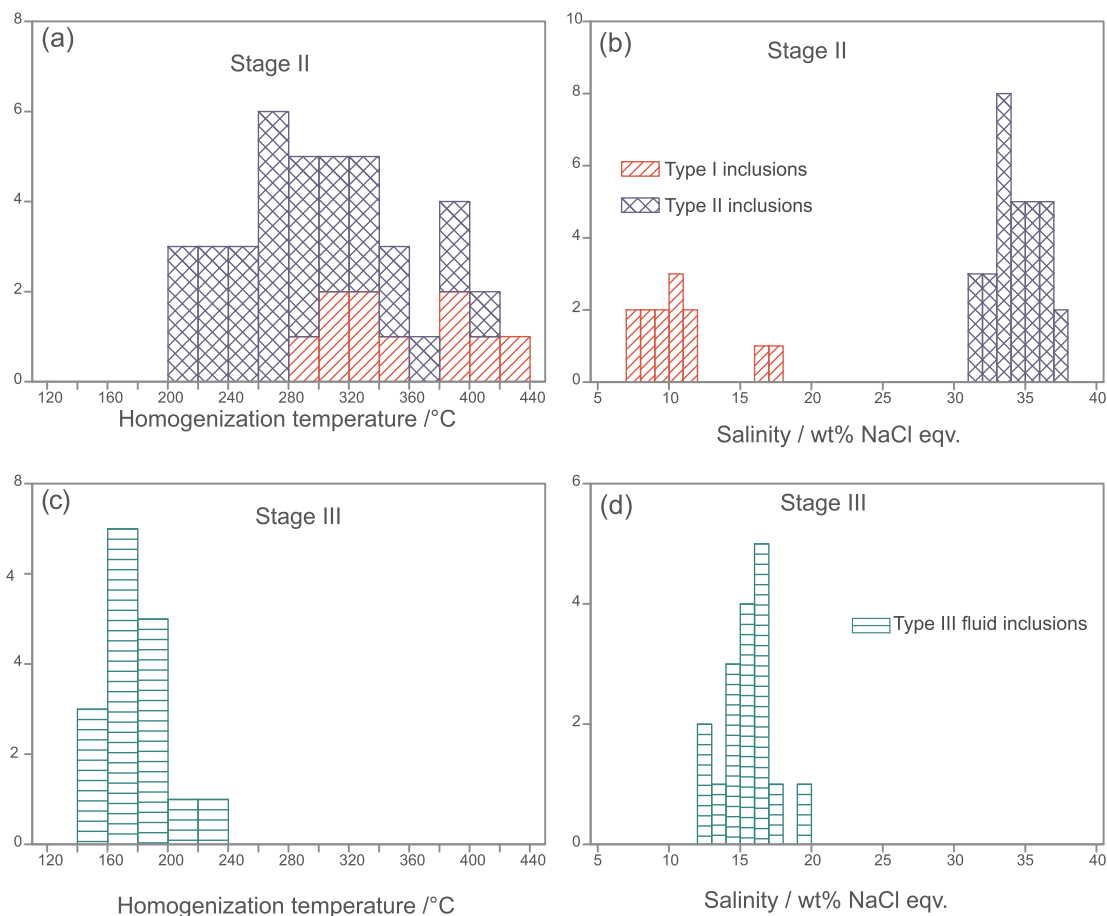 (a)
Stage II
8
6
4
2
0
120 160 200 240 280 320 360 400 440
Homogenization temperature /°C
(b)
Stage II
10
8
6
4
2
0
Type I inclusions
Type II inclusions
5 10 15 20 25 30 35 40
Salinity / wt% NaCl eqv.
(c)
Stage III
8
4
4
2
0
120 160 200 240 280 320 360 400 440
Homogenization temperature /°C
(d)
Stage III
6
4
2
0
Type III fluid inclusions
5 10 15 20 25 30 35 40
Salinity / wt% NaCl eqv.